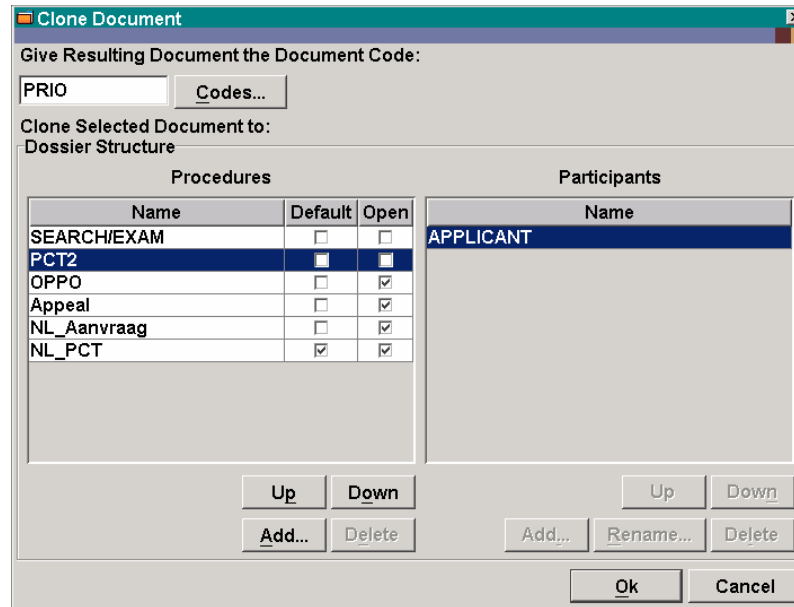 Clone Document
Give Resulting Document the Document Code:
PRIO Codes...
Clone Selected Document to:
Dossier Structure
Procedures Participants
Name Default Open Name
SEARCH/EXAM APPLICANT
PCT2
OPPO
Appeal
NL_Aanvraag
NL_PCT
Up Down Up Down
Add... Delete Add... Rename... Delete
Ok Cancel